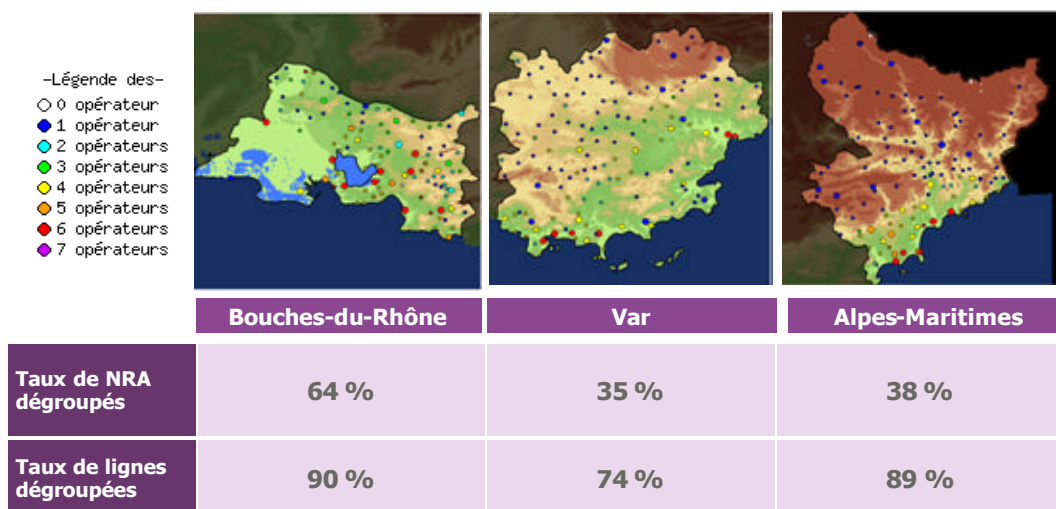 -Légende des-
0 opérateur
1 opérateur
2 opérateurs
3 opérateurs
4 opérateurs
5 opérateurs
6 opérateurs
7 opérateurs
Bouches-du-Rhône Var Alpes-Maritimes
Taux de NRA
dégroupés
64 % 35 % 38 %
Taux de lignes
dégroupées
90 % 74 % 89 %